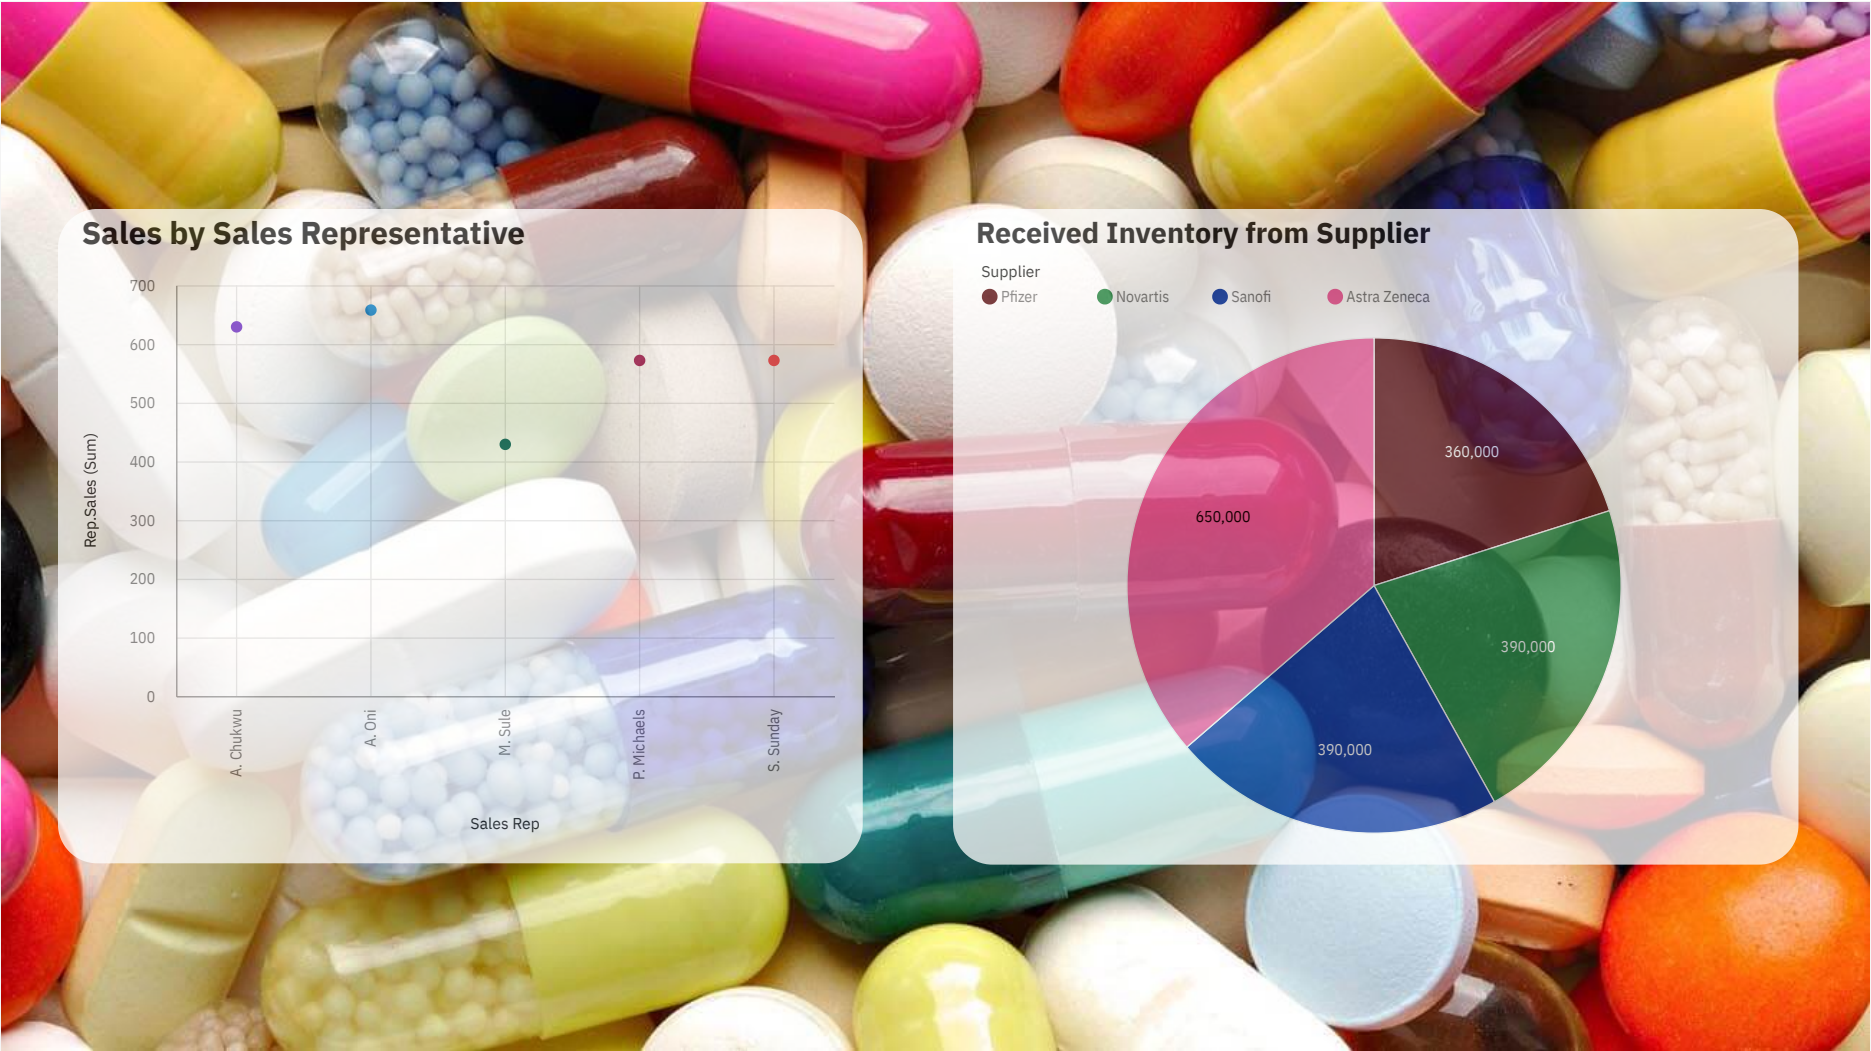 Sales by Sales Representative
700
600
500
400
300
200
100
0
Rep.Sales (Sum)
A. Chukwu
A. Oni
M. Sule
P. Michaels
S. Sunday
Sales Rep
Received Inventory from Supplier
Supplier
Pfizer
Novartis
Sanofi
Astra Zeneca
360,000
650,000
390,000
390,000